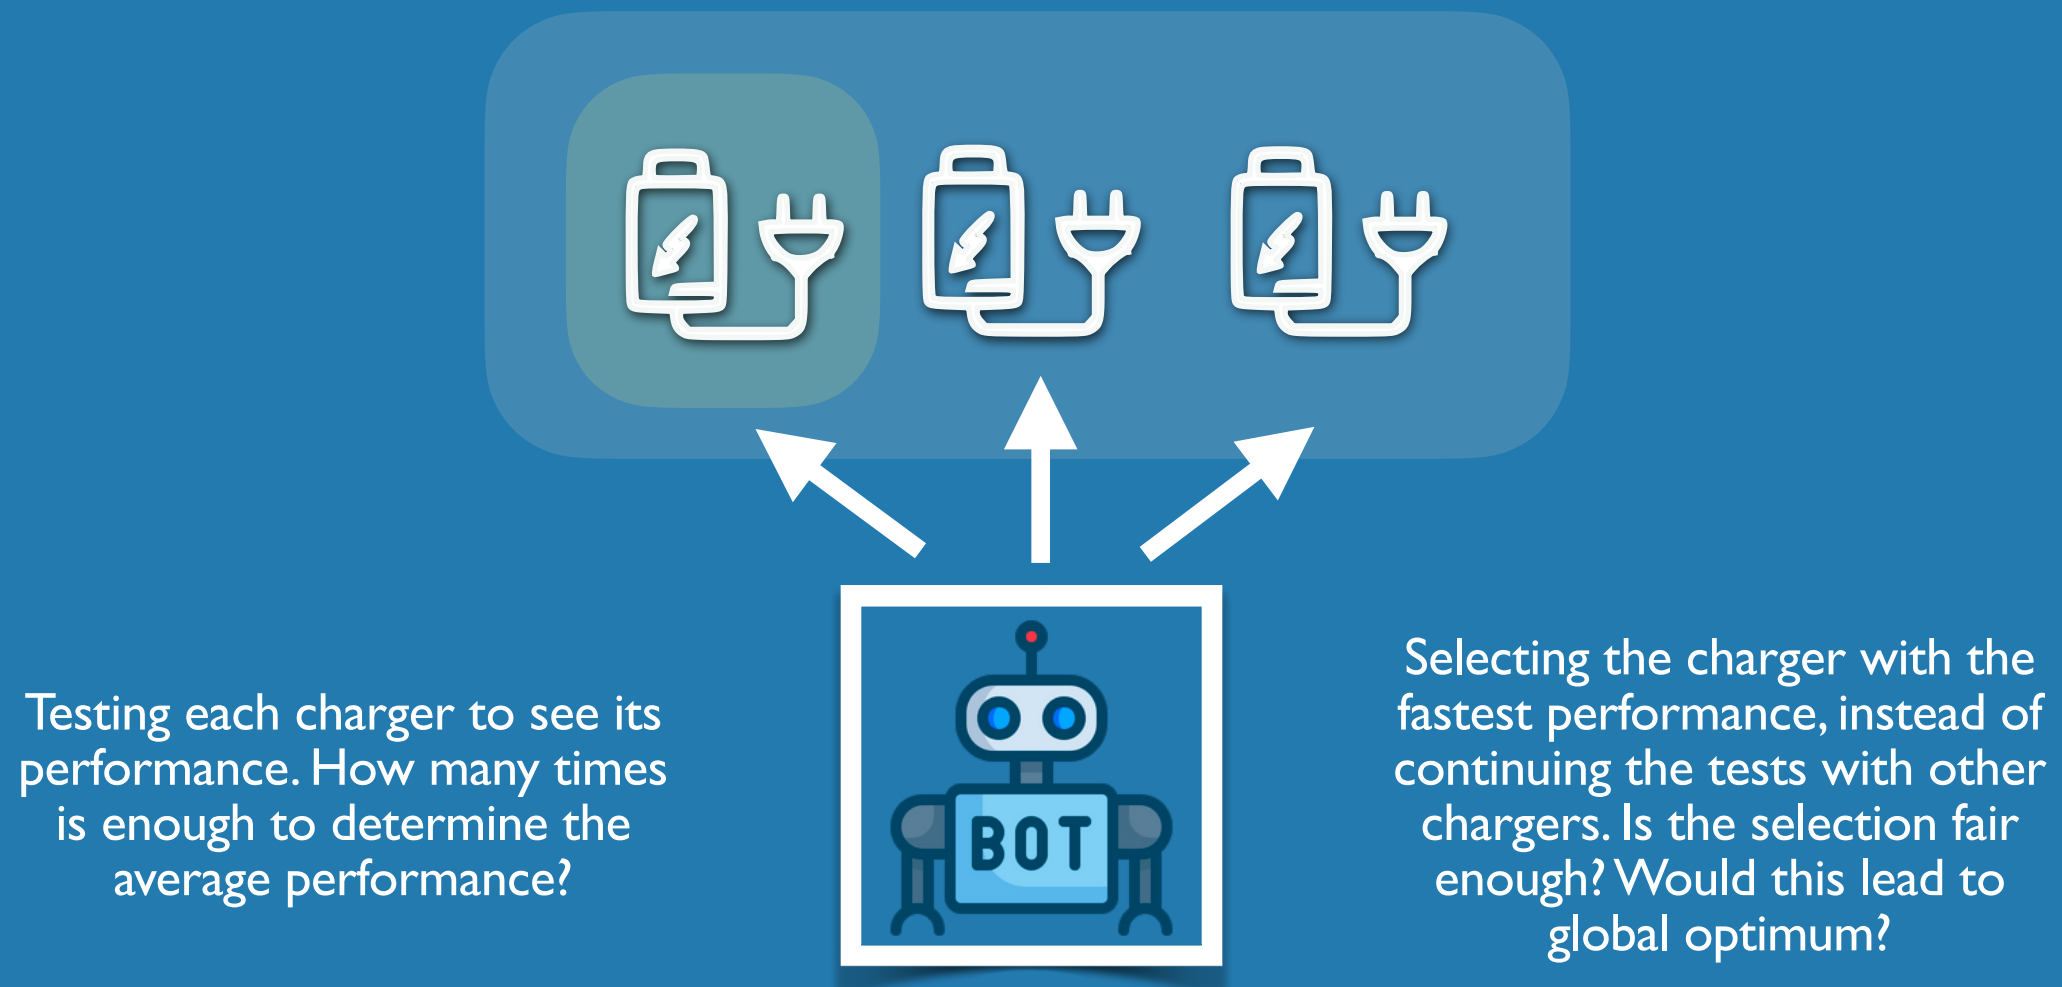 Testing each charger to see its
performance. How many times
is enough to determine the
average performance?
BOT
Selecting the charger with the
fastest performance, instead of
continuing the tests with other
chargers. Is the selection fair
enough? Would this lead to
global optimum?